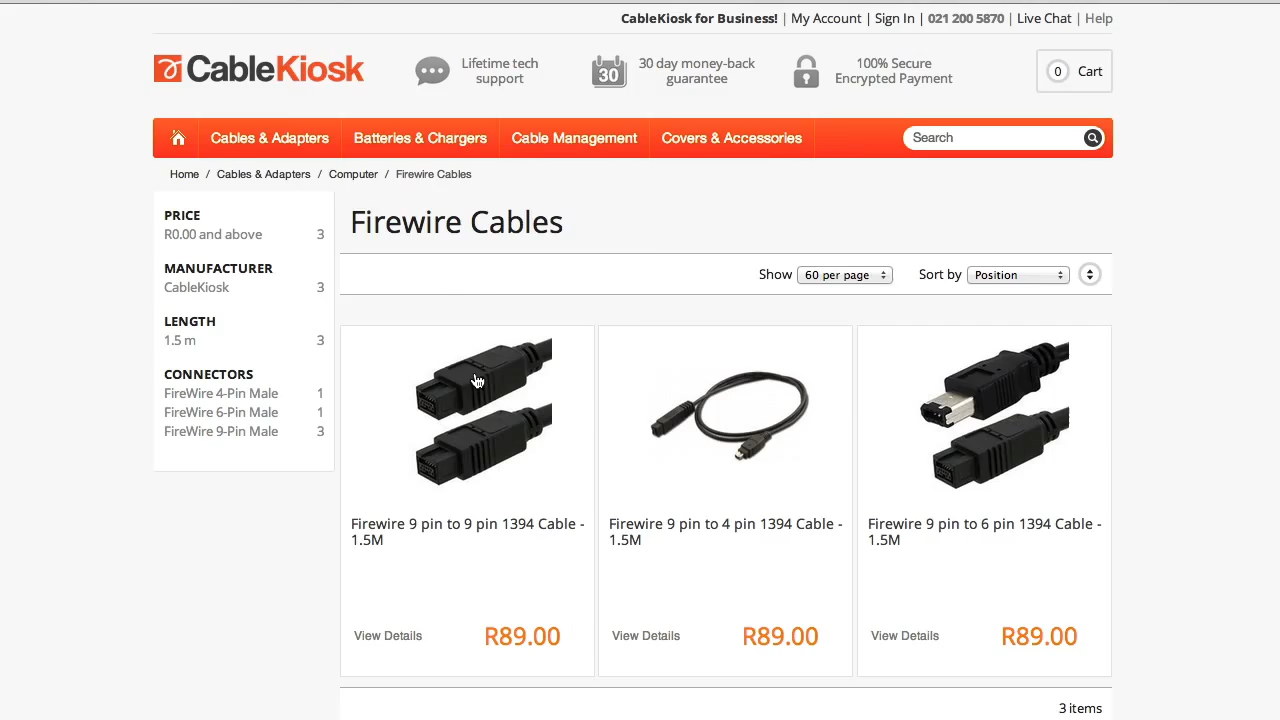 CableKiosk for Business! | My Account | Sign In | 021 200 5870 | Live Chat | Help
CableKiosk
Lifetime tech
support
30
30 day money-back
guarantee
100% Secure
Encrypted Payment
0 Cart
Cables & Adapters
Batteries & Chargers
Cable Management
Covers & Accessories
Search
Home / Cables & Adapters / Computer / Firewire Cables
PRICE
R0.00 and above 3
MANUFACTURER
CableKiosk 3
LENGTH
1.5 m 3
CONNECTORS
FireWire 4-Pin Male 1
FireWire 6-Pin Male 1
FireWire 9-Pin Male 3
Firewire Cables
Show 60 per page
Sort by Position
Firewire 9 pin to 9 pin 1394 Cable -
1.5M
View Details R89.00
Firewire 9 pin to 4 pin 1394 Cable -
1.5M
View Details R89.00
Firewire 9 pin to 6 pin 1394 Cable -
1.5M
View Details R89.00
3 items